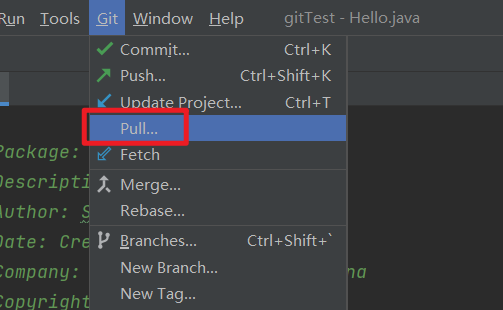 Run Tools Git Window Help gitTest - Hello.java
Commit... Ctrl+K
Push... Ctrl+Shift+K
Update Project... Ctrl+T
Pull...
Package:
Fetch
Descripti
Merge...
Author: S
Rebase...
Date: Cre
Branches... Ctrl+Shift+`
Company:
New Branch... na
Copyright
New Tag...